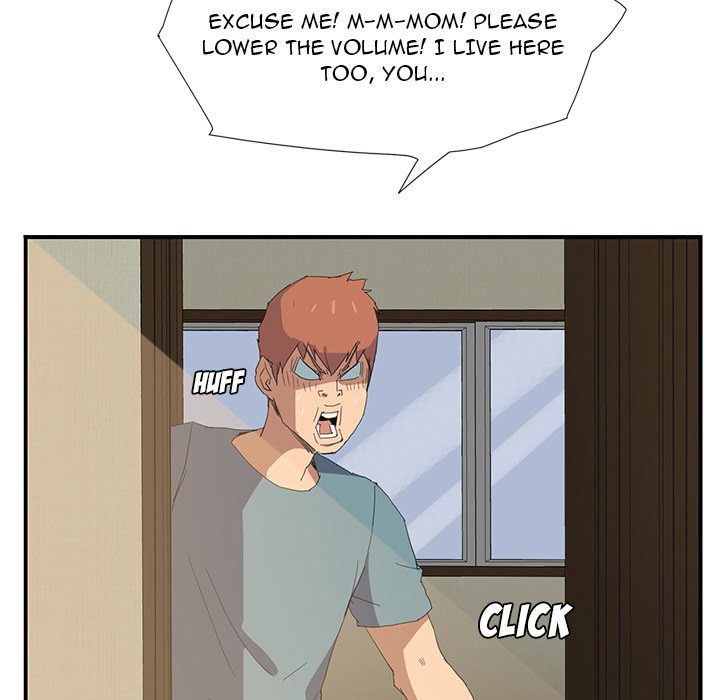 EXCUSE ME! M-M-MOM! PLEASE
LOWER THE VOLUME! I LIVE HERE
TOO, YOU...
HUFF
CLICK